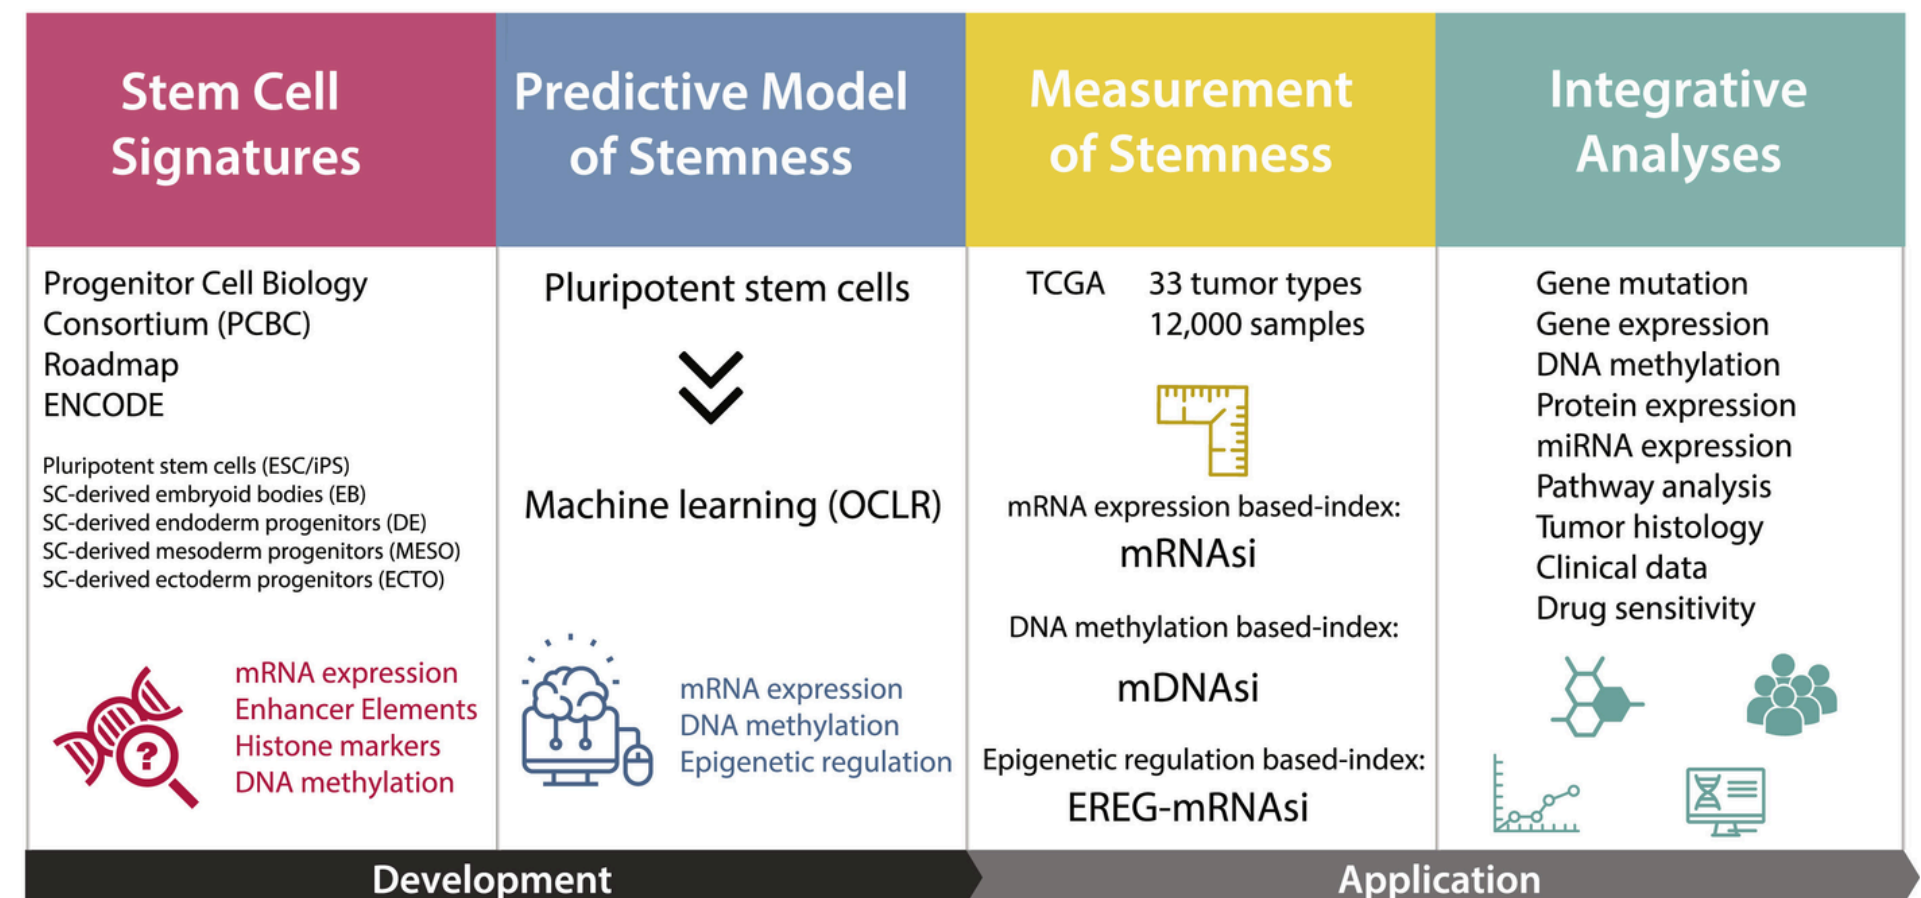 Stem Cell
Signatures
Progenitor Cell Biology
Consortium (PCBC)
Roadmap
ENCODE
Pluripotent stem cells (ESC/iPS)
SC-derived embryoid bodies (EB)
SC-derived endoderm progenitors (DE)
SC-derived mesoderm progenitors (MESO)
SC-derived ectoderm progenitors (ECTO)
?
mRNA expression
Enhancer Elements
Histone markers
DNA methylation
Predictive Model
of Stemness
Pluripotent stem cells
Machine learning (OCLR)
mRNA expression
DNA methylation
Epigenetic regulation
Measurement
of Stemness
TCGA 33 tumor types
12,000 samples
mRNA expression based-index:
mRNAsi
DNA methylation based-index:
mDNAsi
Epigenetic regulation based-index:
EREG-mRNAsi
Integrative
Analyses
Gene mutation
Gene expression
DNA methylation
Protein expression
miRNA expression
Pathway analysis
Tumor histology
Clinical data
Drug sensitivity
Development
Application